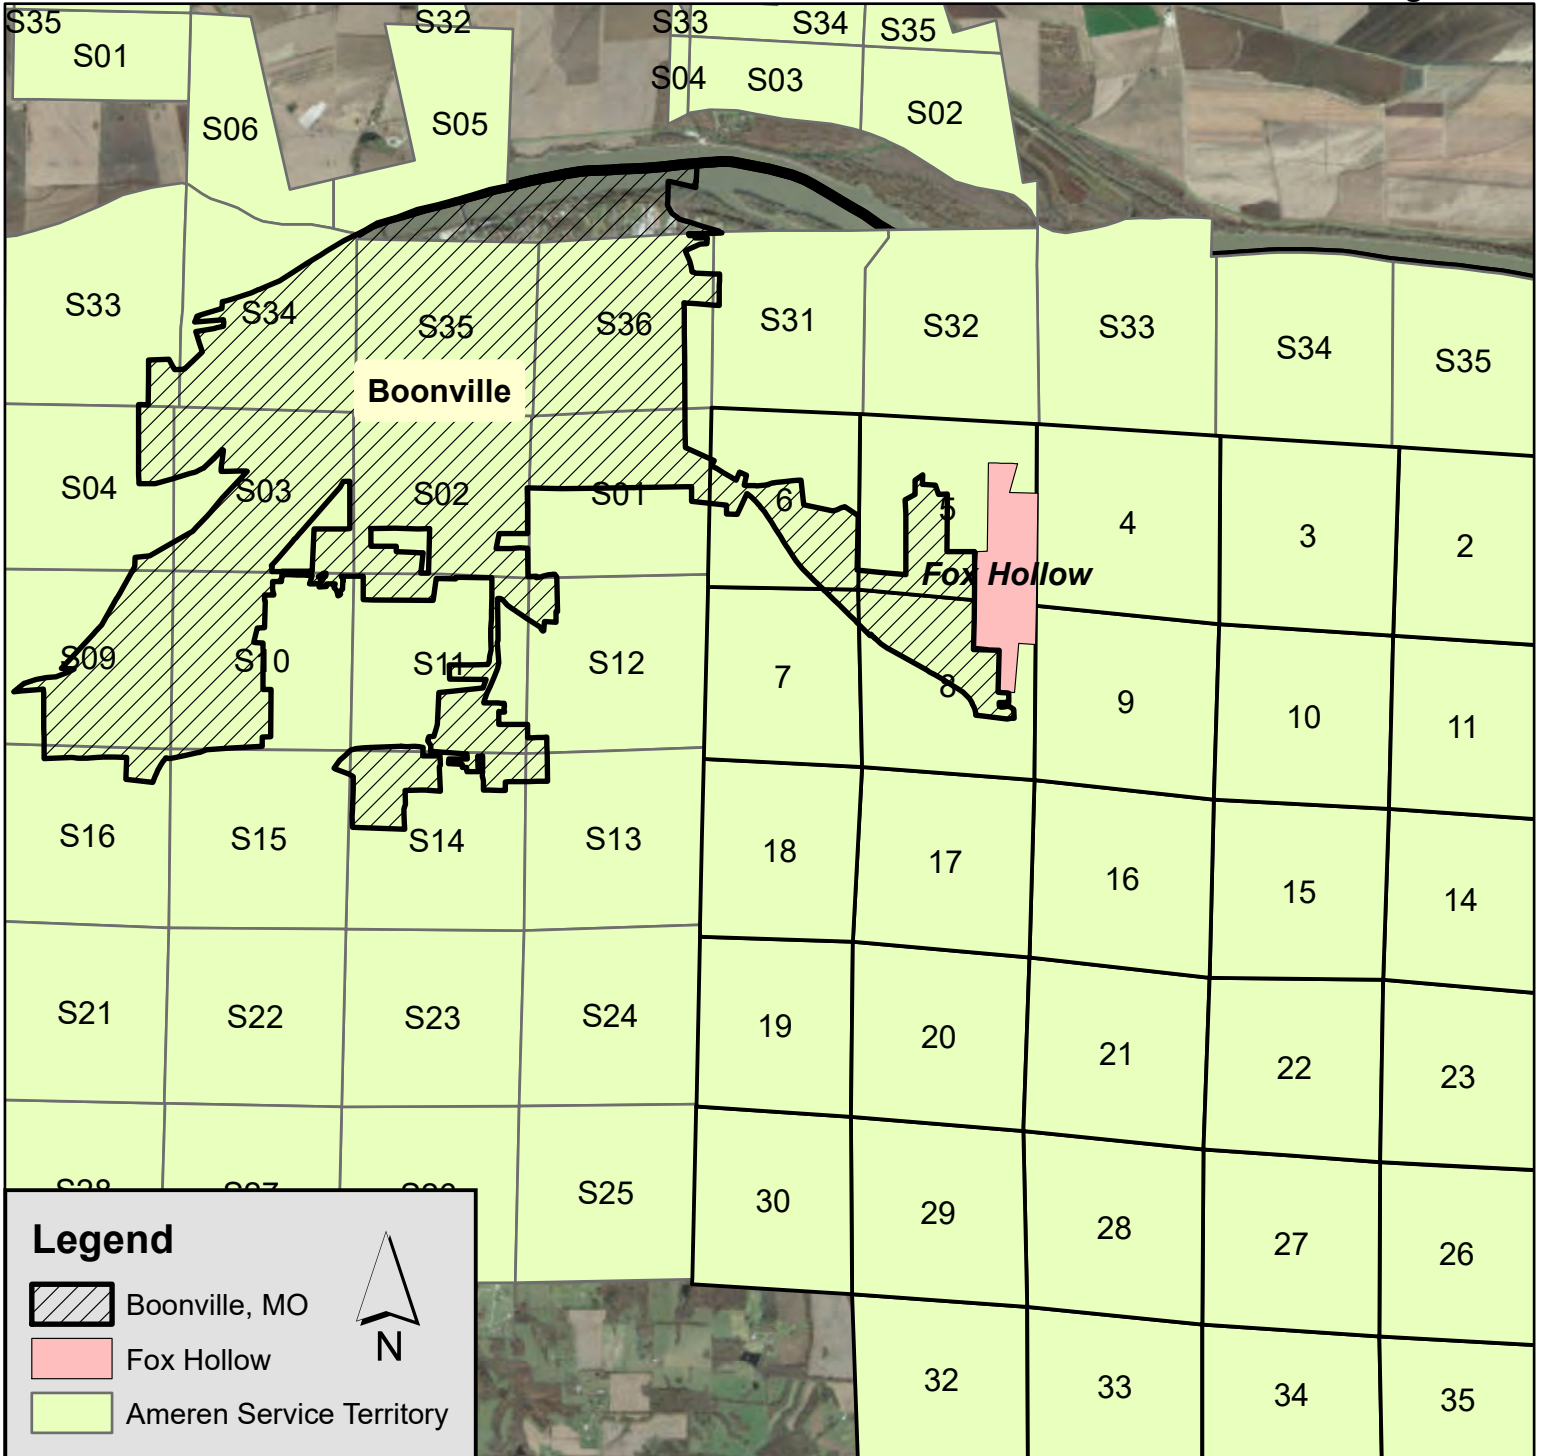 S35 S32 S33 S34 S35
S01 S04 S03
S06 S05 S02
S33 S34 S35 S36 S31 S32 S33 S34 S35
Boonville
S04 S03 S02 S01 6 5 4 3 2
Fox Hollow
S09 S10 S11 S12 7 8 9 10 11
S16 S15 S14 S13 18 17 16 15 14
S21 S22 S23 S24 19 20 21 22 23
S25 30 29 28 27 26
Legend
Boonville, MO
N
Fox Hollow
32 33 34 35
Ameren Service Territory